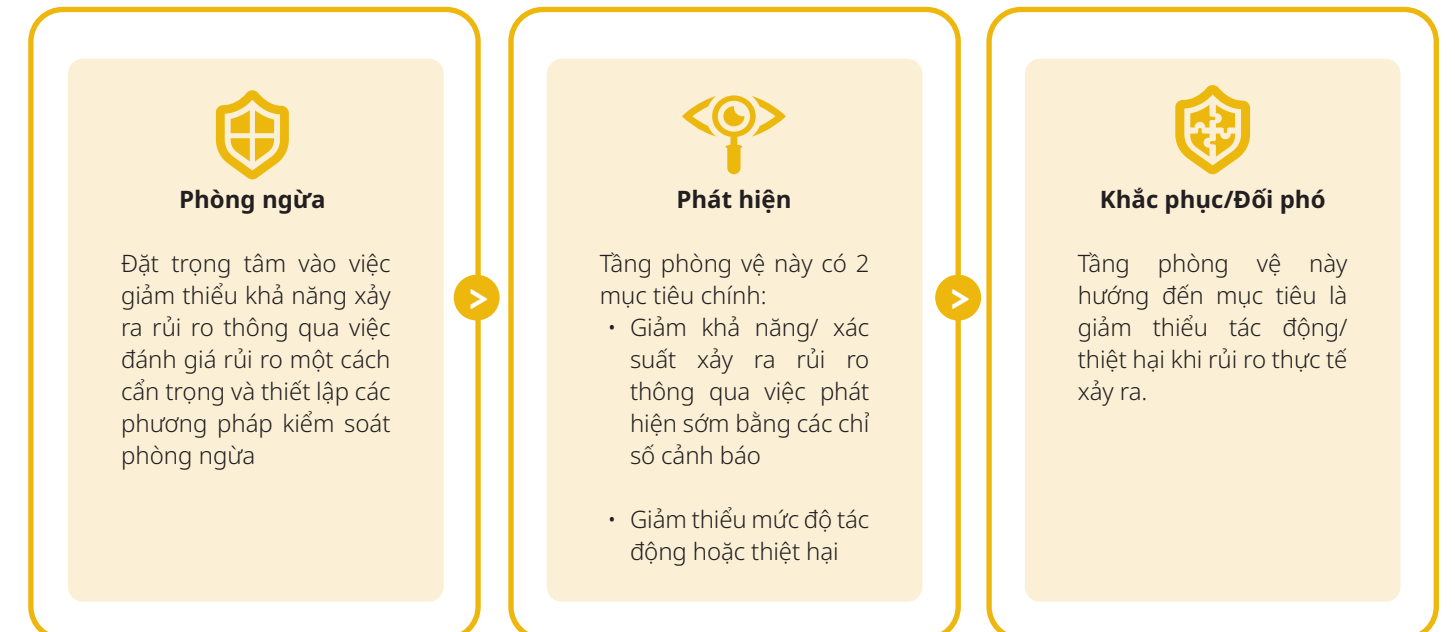 Phòng ngừa
Đặt trọng tâm vào việc
giảm thiểu khả năng xảy
ra rủi ro thông qua việc
đánh giá rủi ro một cách
cẩn trọng và thiết lập các
phương pháp kiểm soát
phòng ngừa
>
Phát hiện
Tầng phòng vệ này có 2
mục tiêu chính:
• Giảm khả năng/ xác
suất xảy ra rủi ro
thông qua việc phát
hiện sớm bằng các chỉ
số cảnh báo
• Giảm thiểu mức độ tác
động hoặc thiệt hại
>
Khắc phục/Đối phó
Tầng phòng vệ này
hướng đến mục tiêu là
giảm thiểu tác động/
thiệt hại khi rủi ro thực tế
xảy ra.